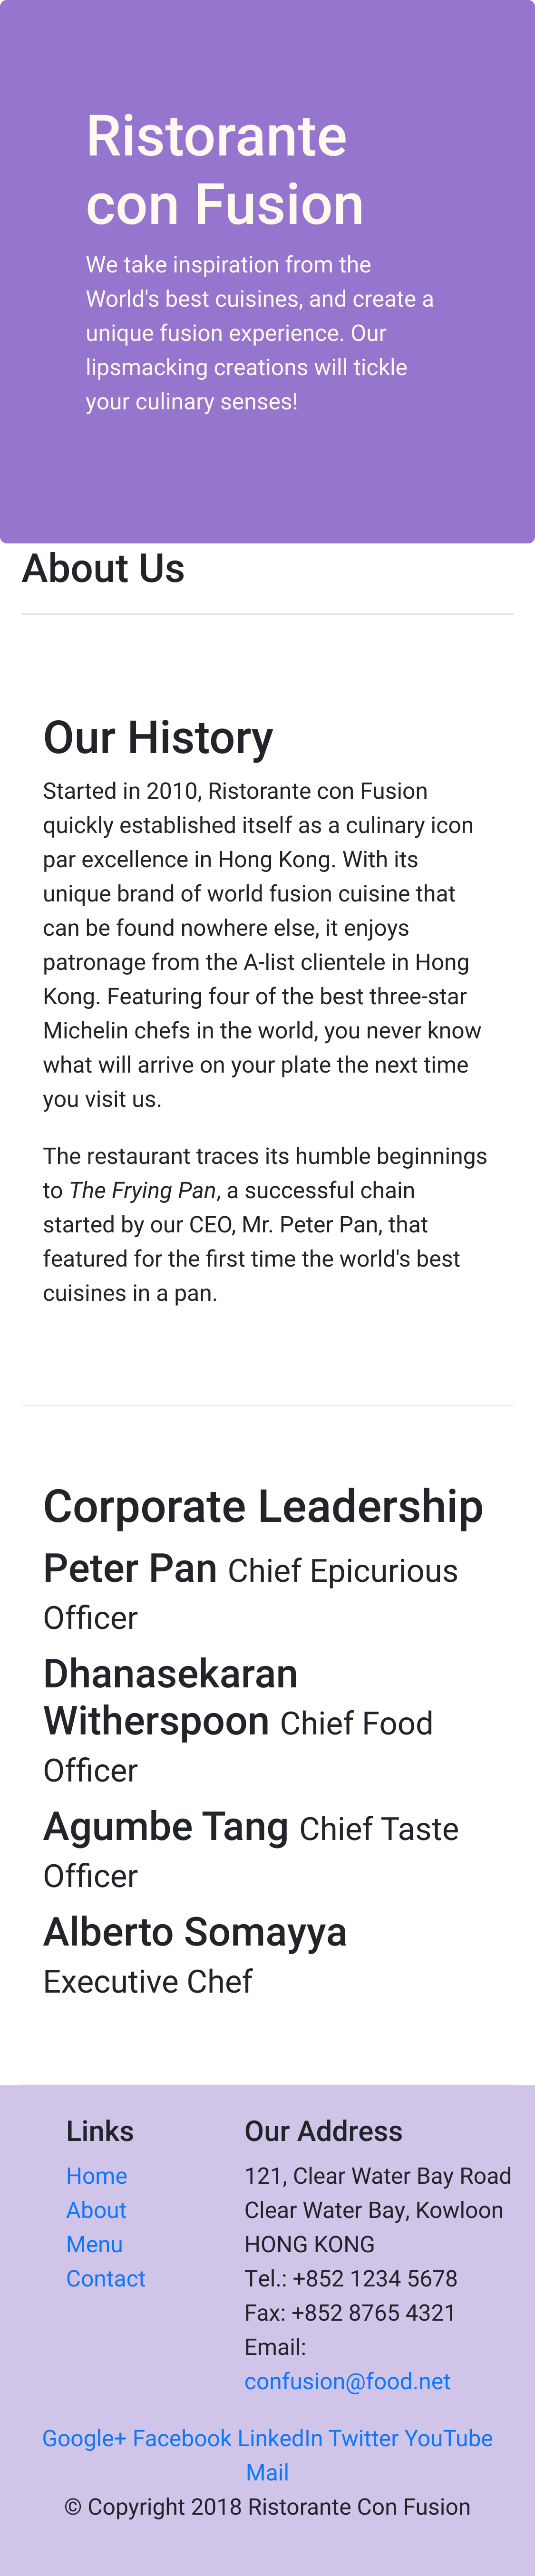 Ristorante
con Fusion
We take inspiration from the
World's best cuisines, and create a
unique fusion experience. Our
lipsmacking creations will tickle
your culinary senses!
About Us
Our History
Started in 2010, Ristorante con Fusion
quickly established itself as a culinary icon
par excellence in Hong Kong. With its
unique brand of world fusion cuisine that
can be found nowhere else, it enjoys
patronage from the A-list clientele in Hong
Kong. Featuring four of the best three-star
Michelin chefs in the world, you never know
what will arrive on your plate the next time
you visit us.
The restaurant traces its humble beginnings
to The Frying Pan, a successful chain
started by our CEO, Mr. Peter Pan, that
featured for the first time the world's best
cuisines in a pan.
Corporate Leadership
Peter Pan Chief Epicurious
Officer
Dhanasekaran
Witherspoon Chief Food
Officer
Agumbe Tang Chief Taste
Officer
Alberto Somayya
Executive Chef
Links
Home
About
Menu
Contact
Our Address
121, Clear Water Bay Road
Clear Water Bay, Kowloon
HONG KONG
Tel.: +852 1234 5678
Fax: +852 8765 4321
Email:
confusion@food.net
Google+ Facebook LinkedIn Twitter YouTube
Mail
© Copyright 2018 Ristorante Con Fusion